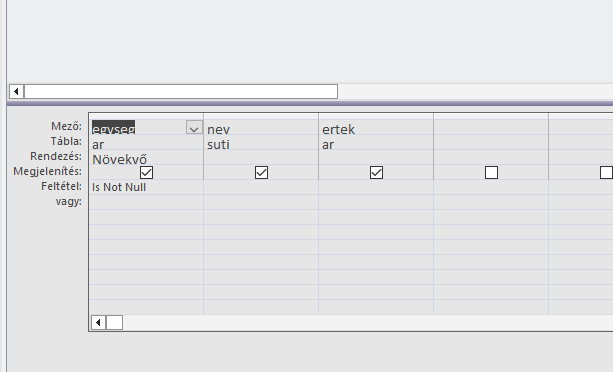 Mező: egyseg nev ertek
Tábla: ar suti ar
Rendezés: Növekvő
Megjelenítés:
Feltétel: Is Not Null
vagy: